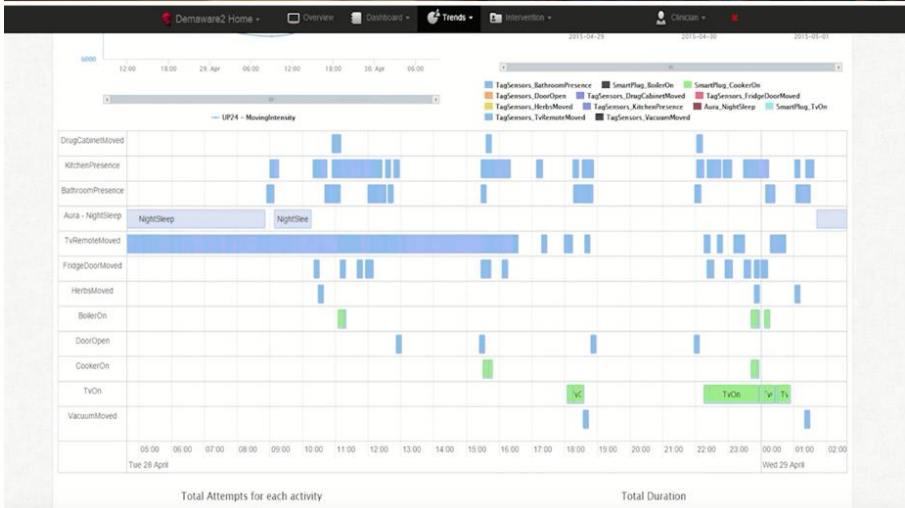 Demaware2 Home Overview Dashboard Trends Intervention Clinician
6000
12:00 18:00 29. Apr 06:00 12:00 18:00 30. Apr 06:00
UP24 - MovingIntensity
2015-04-29 2015-04-30 2015-05-01
TagSensors_BathroomPresence SmartPlug_BoilerOn SmartPlug_CookerOn
TagSensors_DoorOpen TagSensors_DrugCabinetMoved TagSensors_FridgeDoorMoved
TagSensors_HerbsMoved TagSensors_KitchenPresence Aura_NightSleep SmartPlug_TvOn
TagSensors_TvRemoteMoved TagSensors_VacuumMoved
DrugCabinetMoved
KitchenPresence
BathroomPresence
Aura - NightSleep NightSleep NightSlee
TvRemoteMoved
FridgeDoorMoved
HerbsMoved
BoilerOn
DoorOpen
CookerOn
TvOn TvC TvOn Tv Tv
VacuumMoved
05:00 06:00 07:00 08:00 09:00 10:00 11:00 12:00 13:00 14:00 15:00 16:00 17:00 18:00 19:00 20:00 21:00 22:00 23:00 00:00 01:00 02:00
Tue 28 April Wed 29 April
Total Attempts for each activity Total Duration